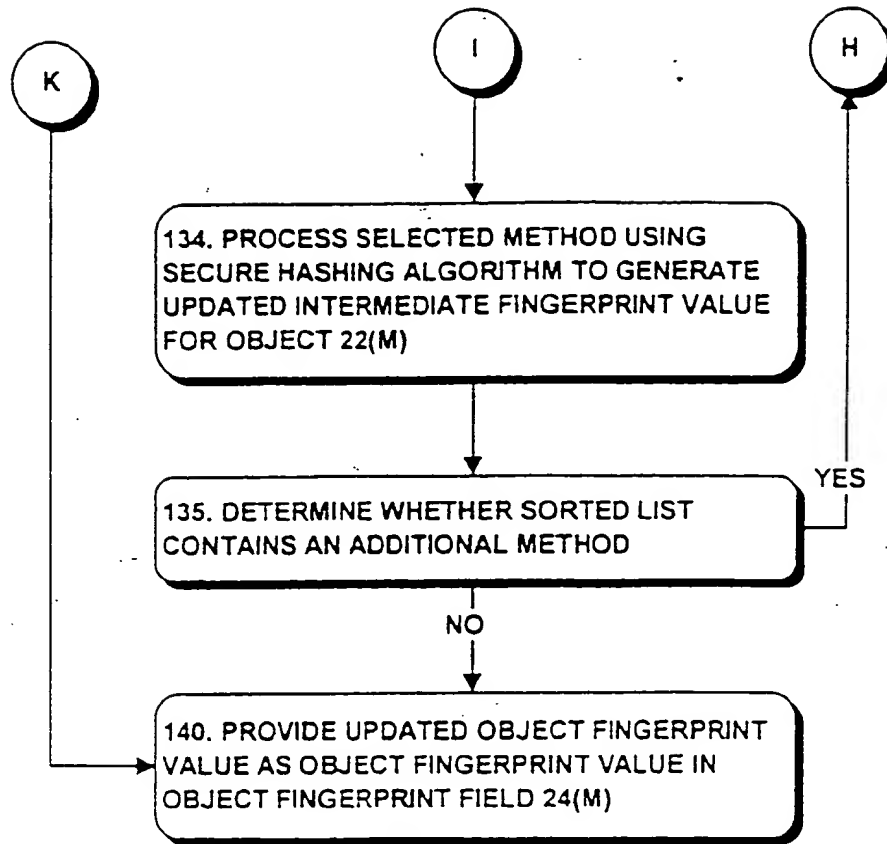 K
I
H
134. PROCESS SELECTED METHOD USING
SECURE HASHING ALGORITHM TO GENERATE
UPDATED INTERMEDIATE FINGERPRINT VALUE
FOR OBJECT 22(M)
YES
135. DETERMINE WHETHER SORTED LIST
CONTAINS AN ADDITIONAL METHOD
NO
140. PROVIDE UPDATED OBJECT FINGERPRINT
VALUE AS OBJECT FINGERPRINT VALUE IN
OBJECT FINGERPRINT FIELD 24(M)